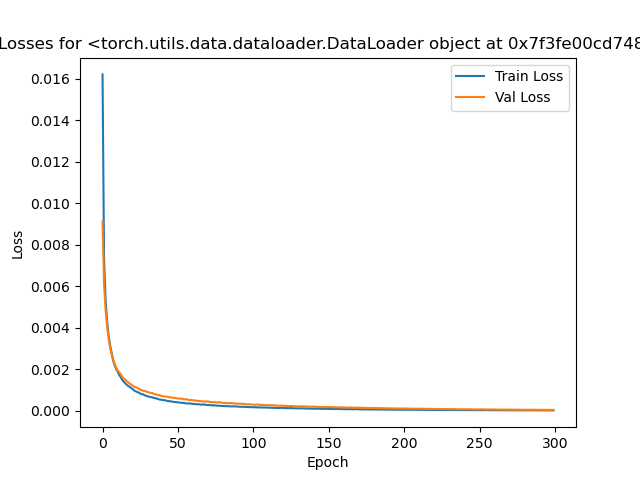 Losses for <torch.utils.data.dataloader.DataLoader object at 0x7f3fe00cd748
Train Loss
Val Loss
0.016
0.014
0.012
0.010
0.008
0.006
0.004
0.002
0.000
Loss
0 50 100 150 200 250 300
Epoch